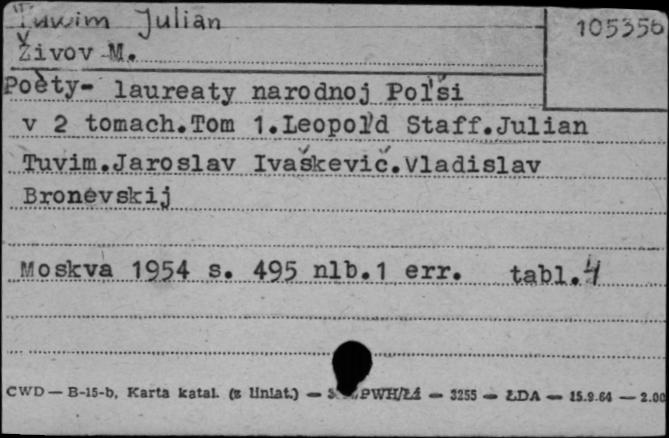 Tuwim Julian
105356
Živov M.
Poèty- laureaty narodnoj Pol'ši
v 2 tomach.Tom 1.Leopol'd Staff.Julian
Tuvim.Jaroslav Ivaškevič.Vladislav
Bronevskij
Moskva 1954 s. 495 nlb.1 err. tabl.4
CWD — B-15-b, Karta katal. (z liniat.) — PWH/Łd — 3255 — ŁDA — 15.9.64 — 2.00